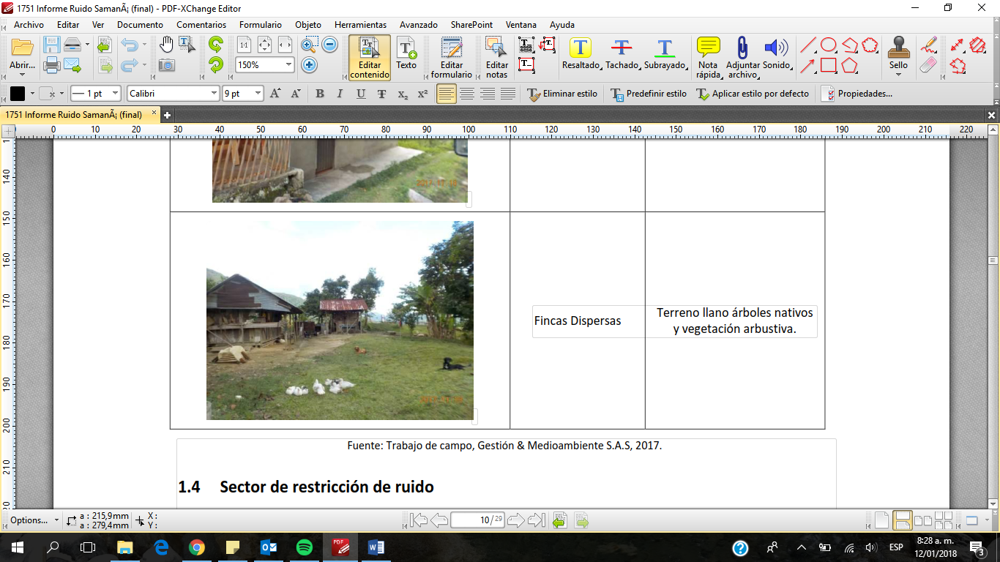 1751 Informe Ruido SamanÃ¡ (final) - PDF-XChange Editor
Archivo Editar Ver Documento Comentarios Formulario Objeto Herramientas Avanzado SharePoint Ventana Ayuda
Abrir...
1:1
150%
Editar contenido
Texto
Editar formulario
Editar notas
Resaltado
Tachado
Subrayado
Nota rápida
Adjuntar archivo
Sonido
Sello
1 pt
Calibri
9 pt
Eliminar estilo
Predefinir estilo
Aplicar estilo por defecto
Propiedades...
1751 Informe Ruido SamanÃ¡ (final)
0 10 20 30 40 50 60 70 80 90 100 110 120 130 140 150 160 170 180 190 200 210 220
140
150
160
170
180
190
200
210
Fincas Dispersas
Terreno llano árboles nativos
y vegetación arbustiva.
Fuente: Trabajo de campo, Gestión & Medioambiente S.A.S, 2017.
1.4 Sector de restricción de ruido
Options...
a : 215,9mm
a : 279,4mm
X :
Y :
10 / 29
ESP
8:28 a. m.
12/01/2018
3